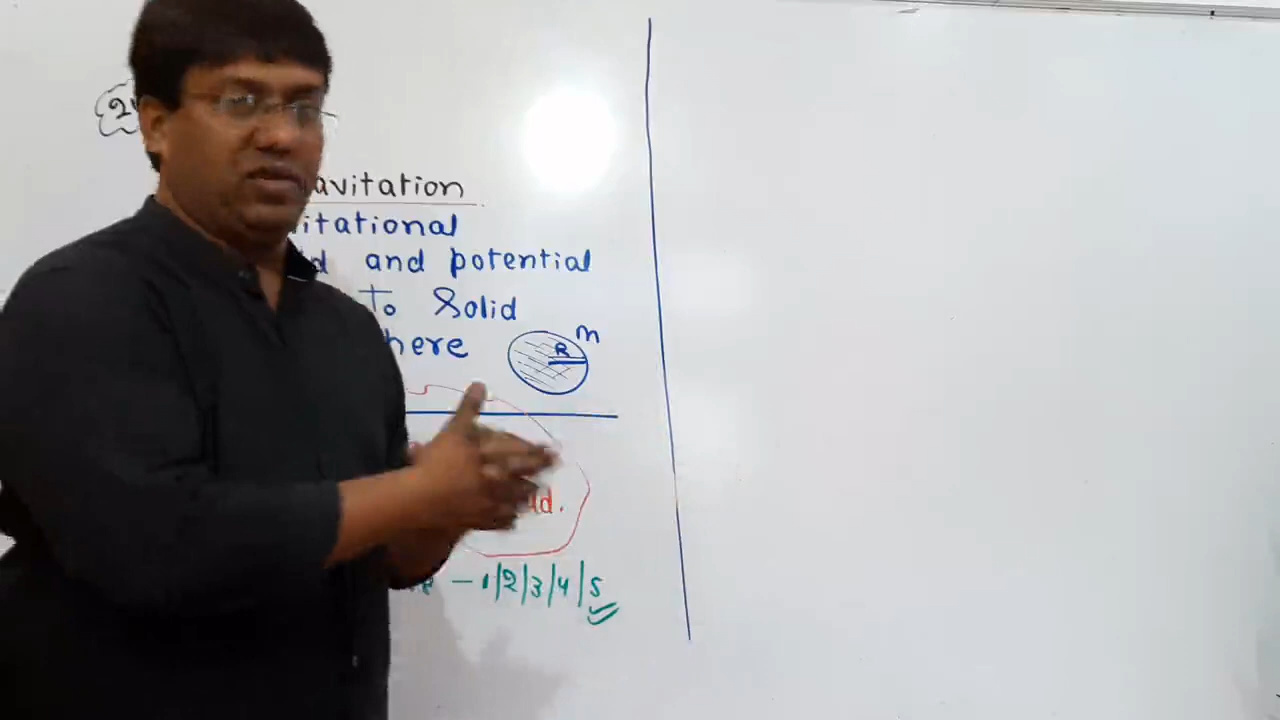 avitation
itational
d and potential
To Solid
here
R
m
d.
- 1/2/3/4/5